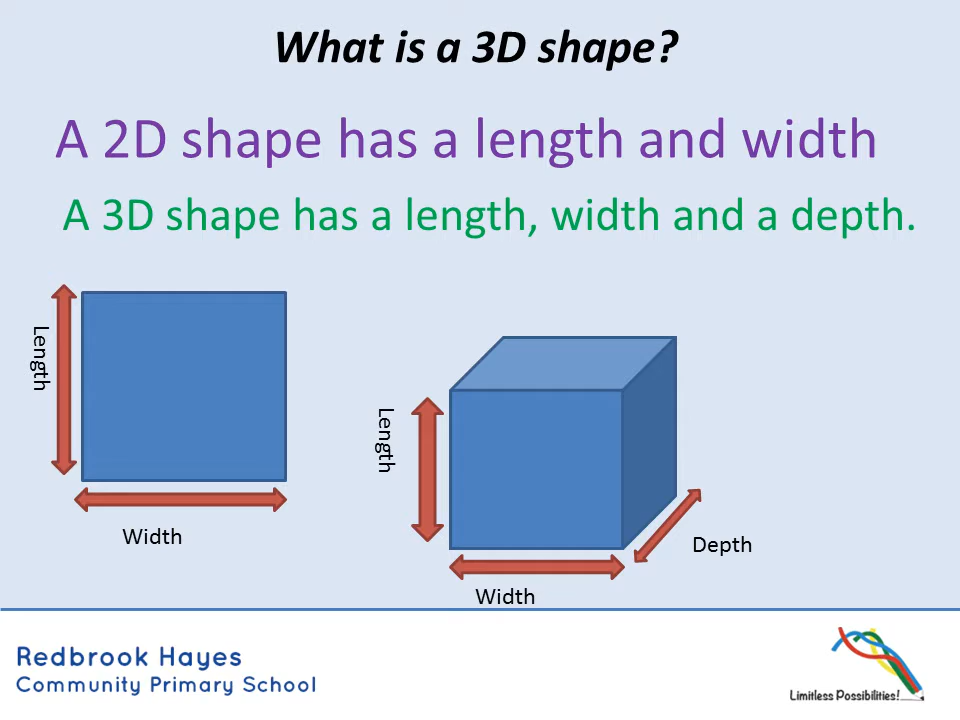 What is a 3D shape?
A 2D shape has a length and width
A 3D shape has a length, width and a depth.
Length
Width
Length
Depth
Width
Redbrook Hayes
Community Primary School
Limitless Possibilities!